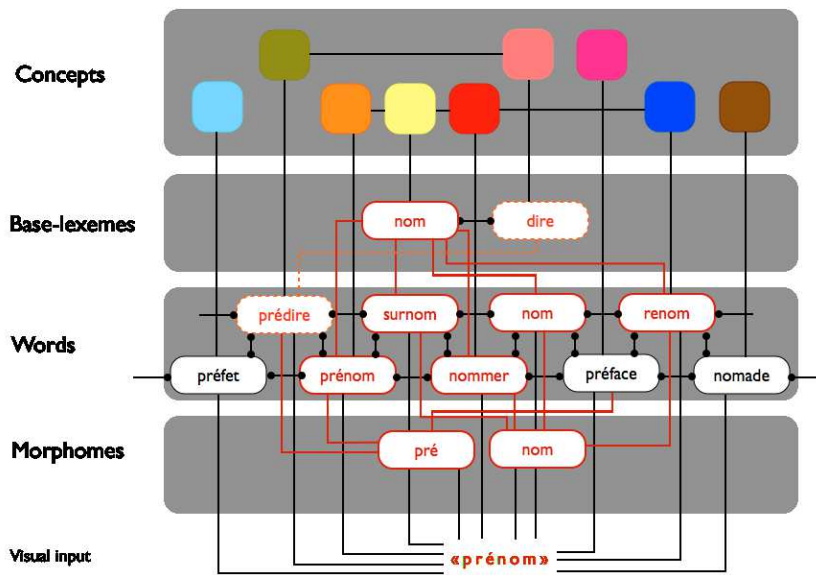 Concepts
Base-lexemes
nom
dire
Words
prédire
surnom
nom
renom
préfet
prénom
nommer
préface
nomade
Morphomes
pré
nom
Visual input
«prénom»